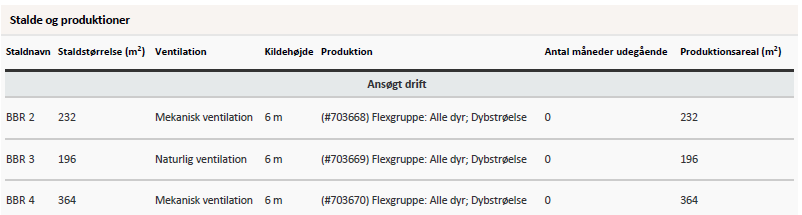 Stalde og produktioner
Staldnavn Staldstørrelse (m²) Ventilation Kildehøjde Produktion Antal måneder udegående Produktionsareal (m²)
Ansøgt drift
BBR 2 232 Mekanisk ventilation 6 m (#703668) Flexgruppe: Alle dyr; Dybstrøelse 0 232
BBR 3 196 Naturlig ventilation 6 m (#703669) Flexgruppe: Alle dyr; Dybstrøelse 0 196
BBR 4 364 Mekanisk ventilation 6 m (#703670) Flexgruppe: Alle dyr; Dybstrøelse 0 364